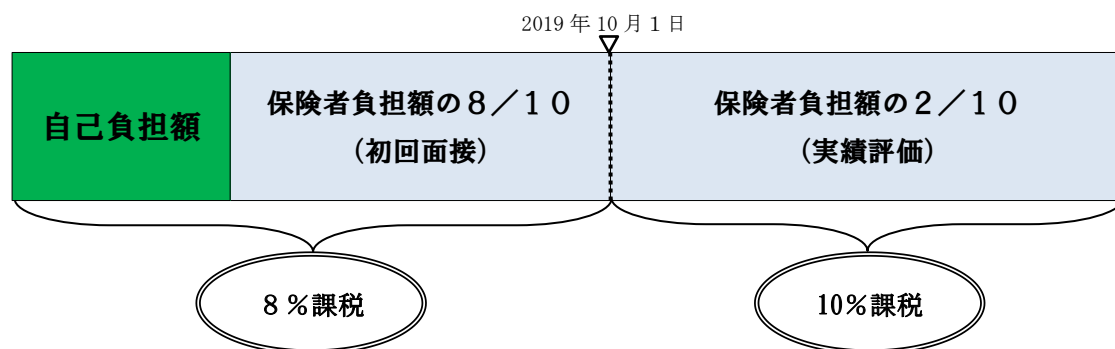 2019年10月1日
自己負担額
保険者負担額の８／１０
（初回面接）
保険者負担額の２／１０
（実績評価）
８％課税
10％課税